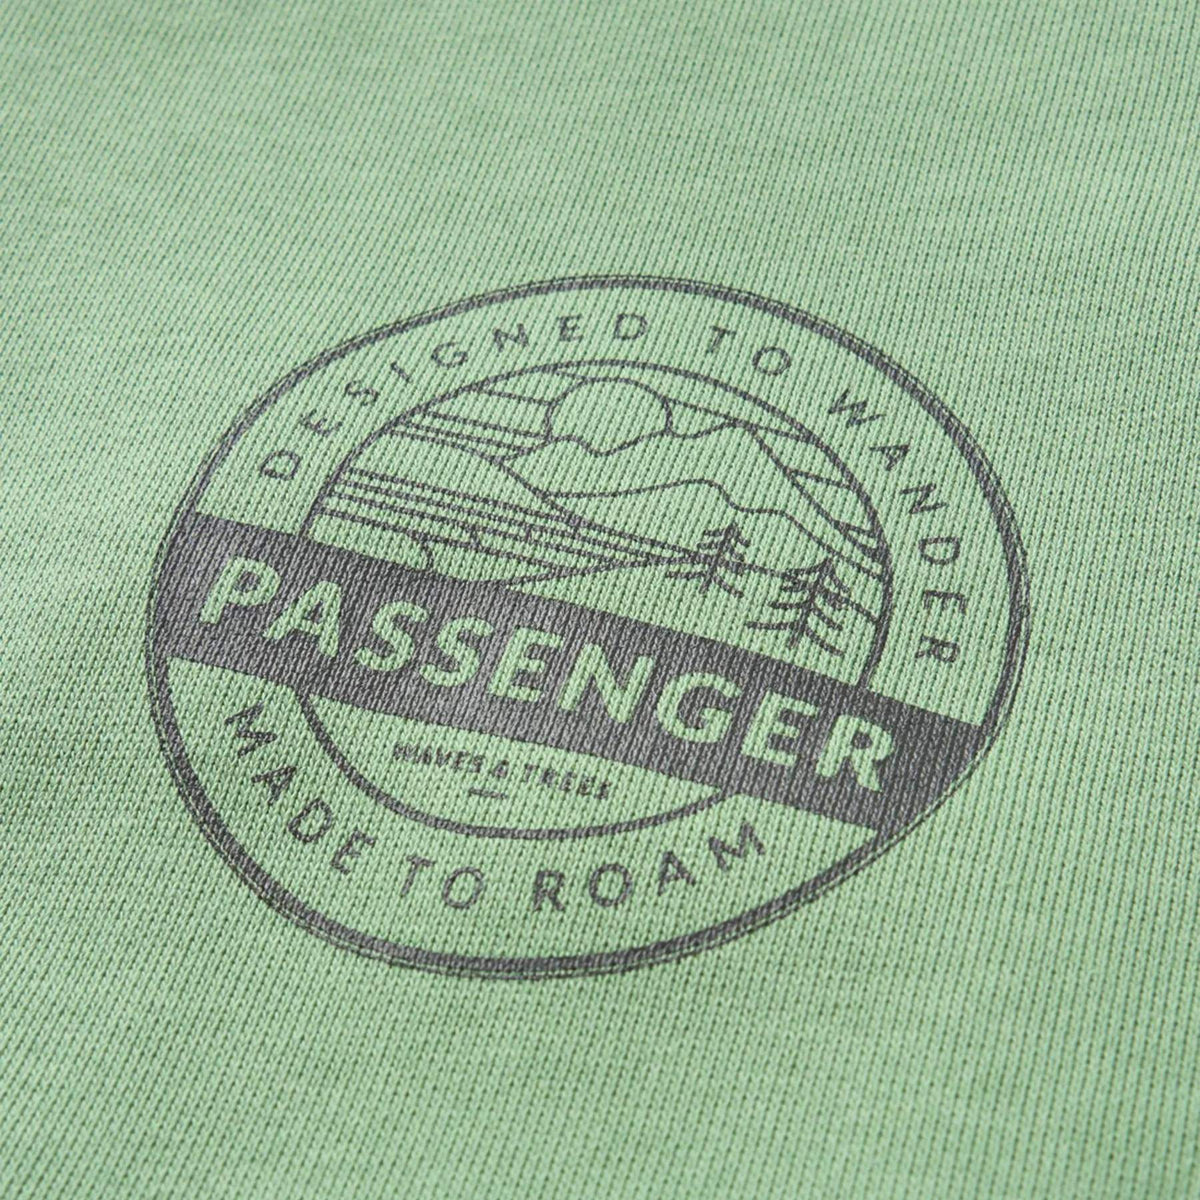 DESIGNED TO WANDER
PASSENGER
WAVES & TREES
MADE TO ROAM